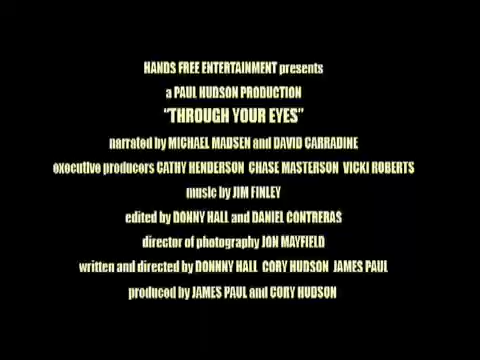 HANDS FREE ENTERTAINMENT presents
a PAUL HUDSON PRODUCTION
"THROUGH YOUR EYES"
narrated by MICHAEL MADSEN and DAVID CARRADINE
executive producers CATHY HENDERSON CHASE MASTERSON VICKI ROBERTS
music by JIM FINLEY
edited by DONNY HALL and DANIEL CONTRERAS
director of photography JON MAYFIELD
written and directed by DONNNY HALL CORY HUDSON JAMES PAUL
produced by JAMES PAUL and CORY HUDSON